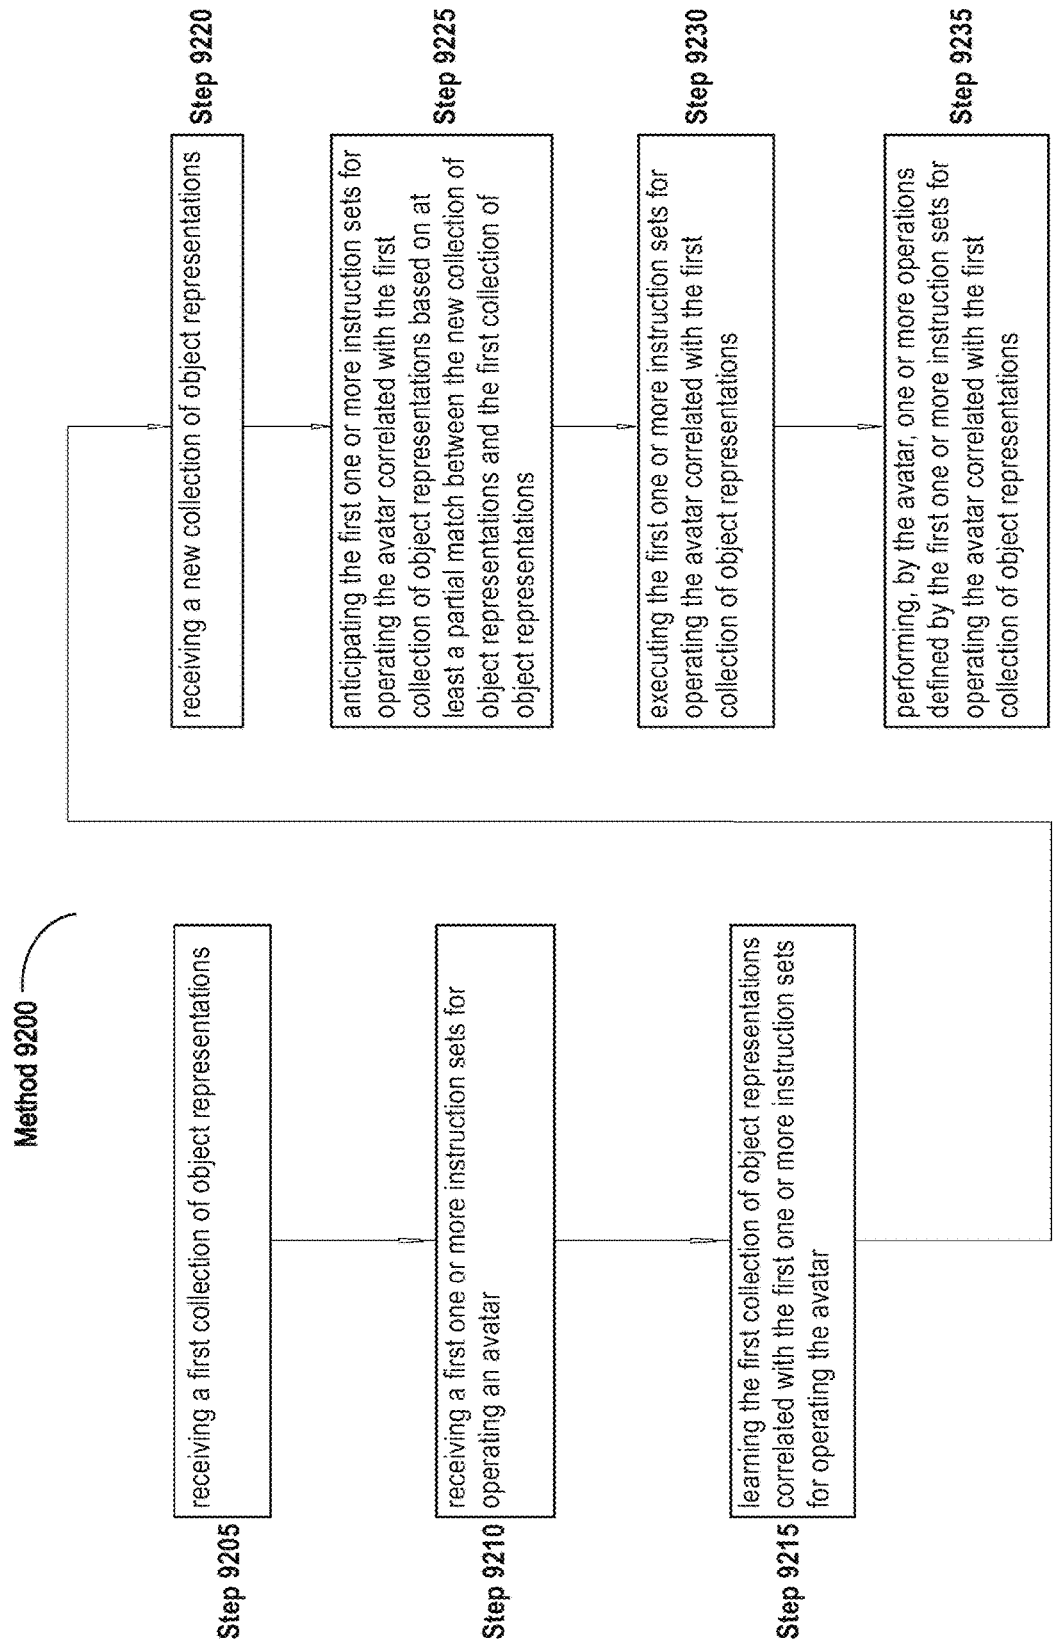 Method 9200
Step 9205
receiving a first collection of object representations
Step 9210
receiving a first one or more instruction sets for
operating an avatar
Step 9215
learning the first collection of object representations
correlated with the first one or more instruction sets
for operating the avatar
receiving a new collection of object representations
Step 9220
anticipating the first one or more instruction sets for
operating the avatar correlated with the first
collection of object representations based on at
least a partial match between the new collection of
object representations and the first collection of
object representations
Step 9225
executing the first one or more instruction sets for
operating the avatar correlated with the first
collection of object representations
Step 9230
performing, by the avatar, one or more operations
defined by the first one or more instruction sets for
operating the avatar correlated with the first
collection of object representations
Step 9235